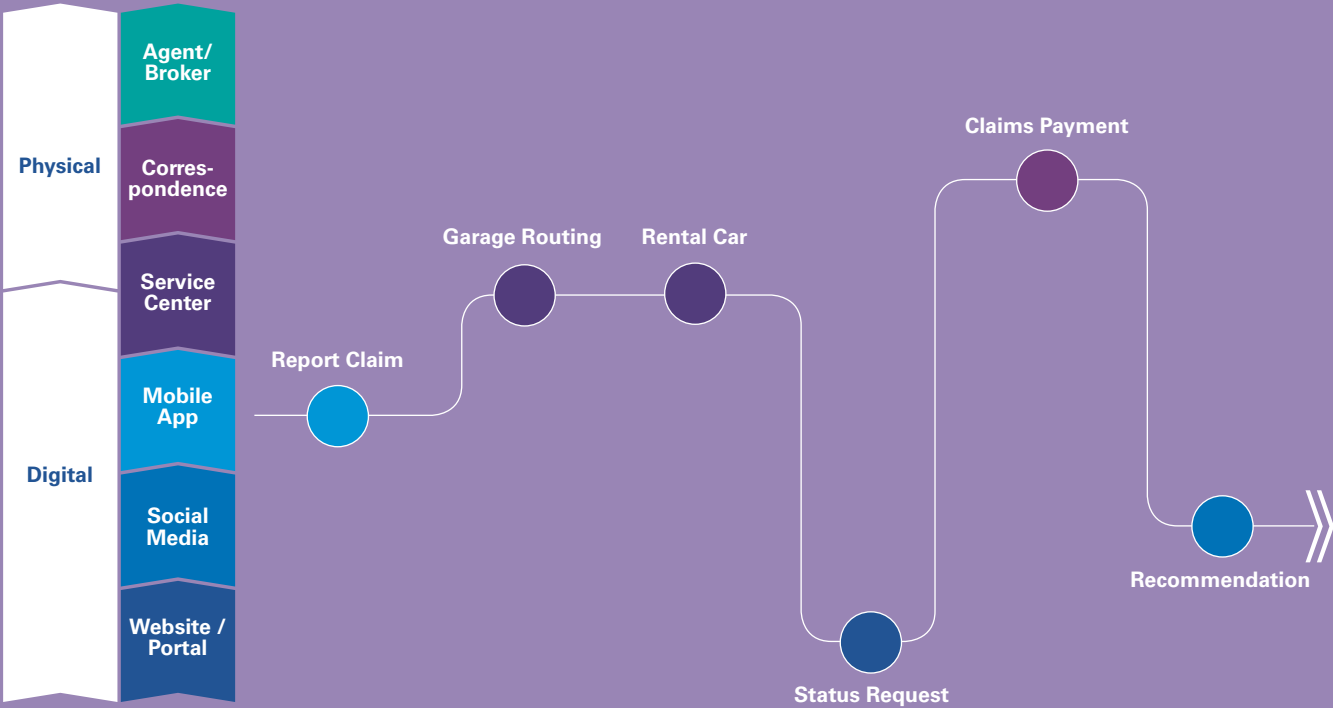 Physical
Digital
Agent/
Broker
Corres-
pondence
Service
Center
Mobile
App
Social
Media
Website /
Portal
Report Claim
Garage Routing
Rental Car
Status Request
Claims Payment
Recommendation